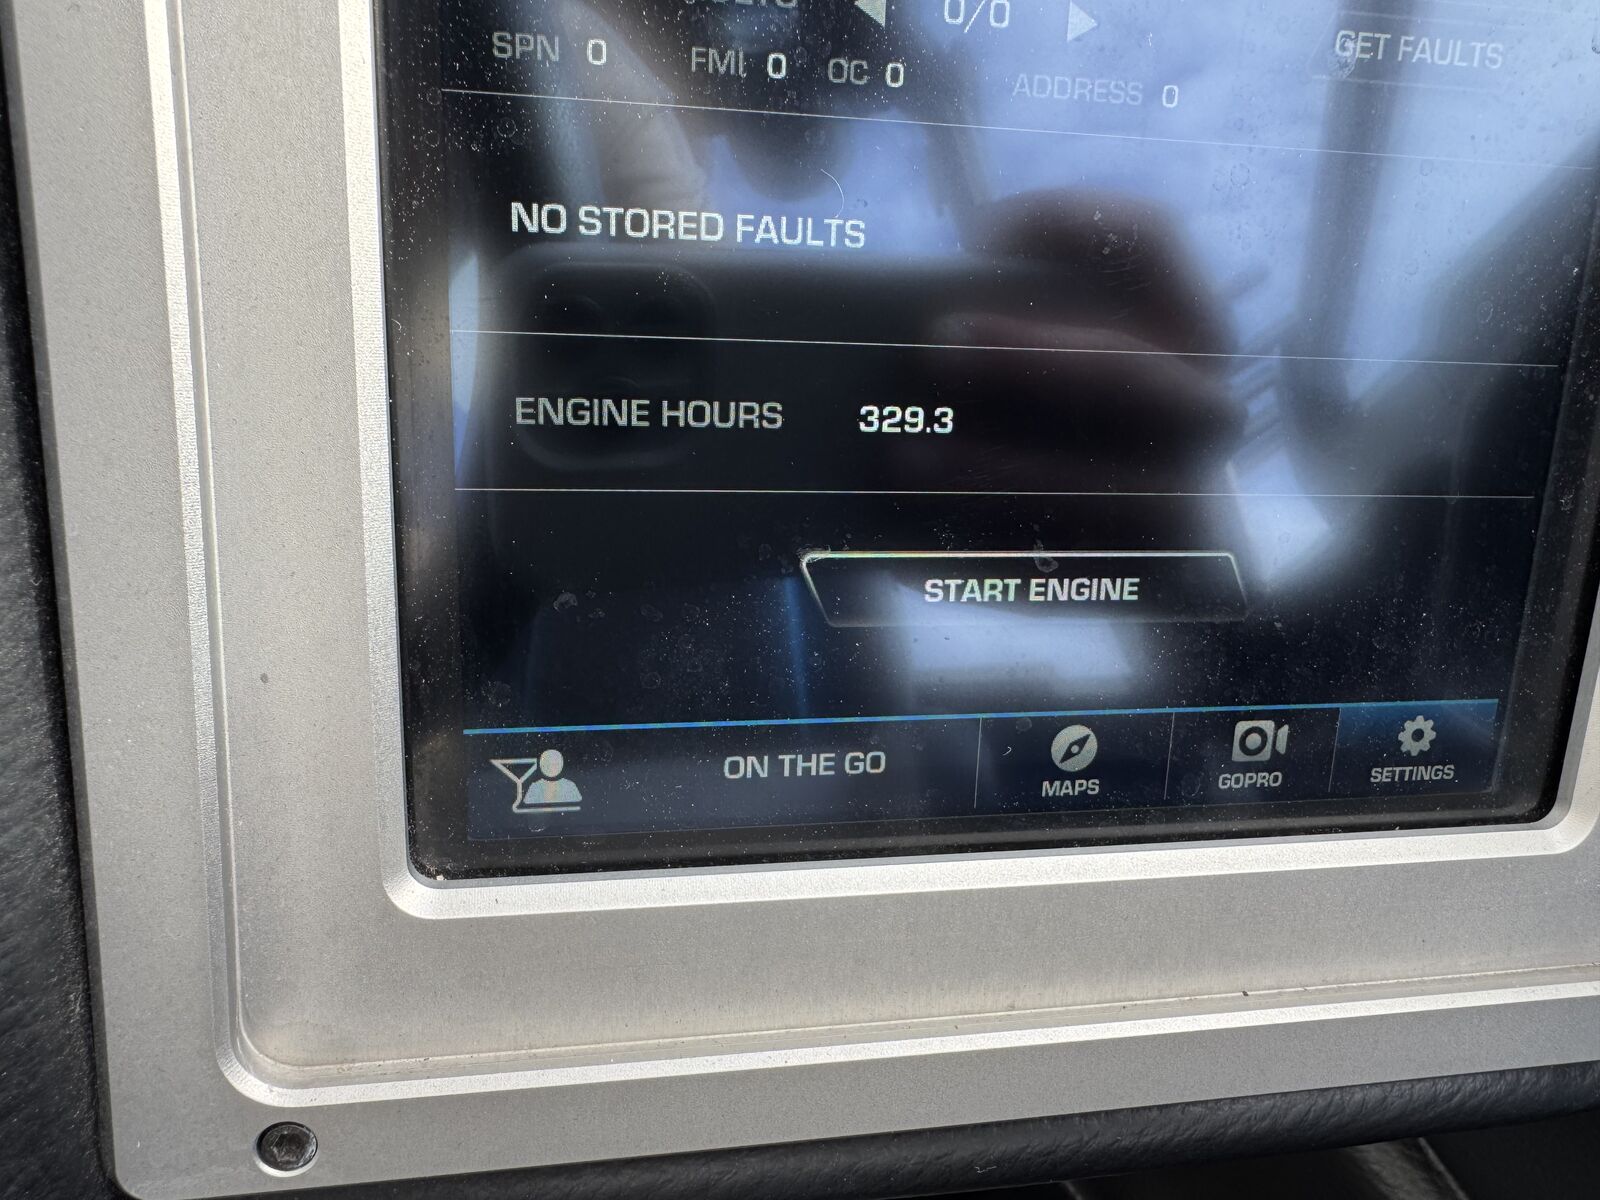 0/0
SPN 0 FMI 0 OC 0 ADDRESS 0 GET FAULTS
NO STORED FAULTS
ENGINE HOURS 329.3
START ENGINE
ON THE GO
MAPS
GOPRO
SETTINGS